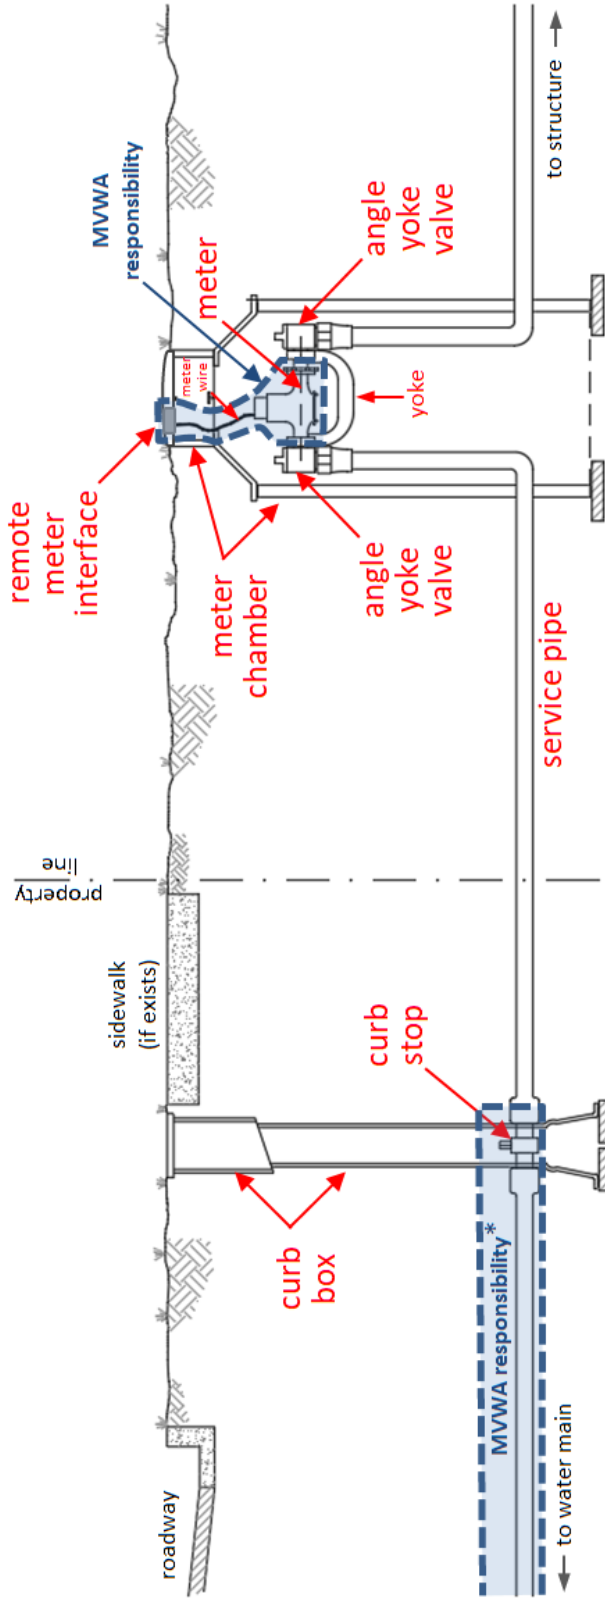 roadway
sidewalk
(if exists)
property
line
remote
meter
interface
MVWA
responsibility
meter
wire
meter
meter
chamber
curb
box
curb
stop
angle
yoke
valve
yoke
angle
yoke
valve
service pipe
MVWA responsibility*
← to water main
to structure →